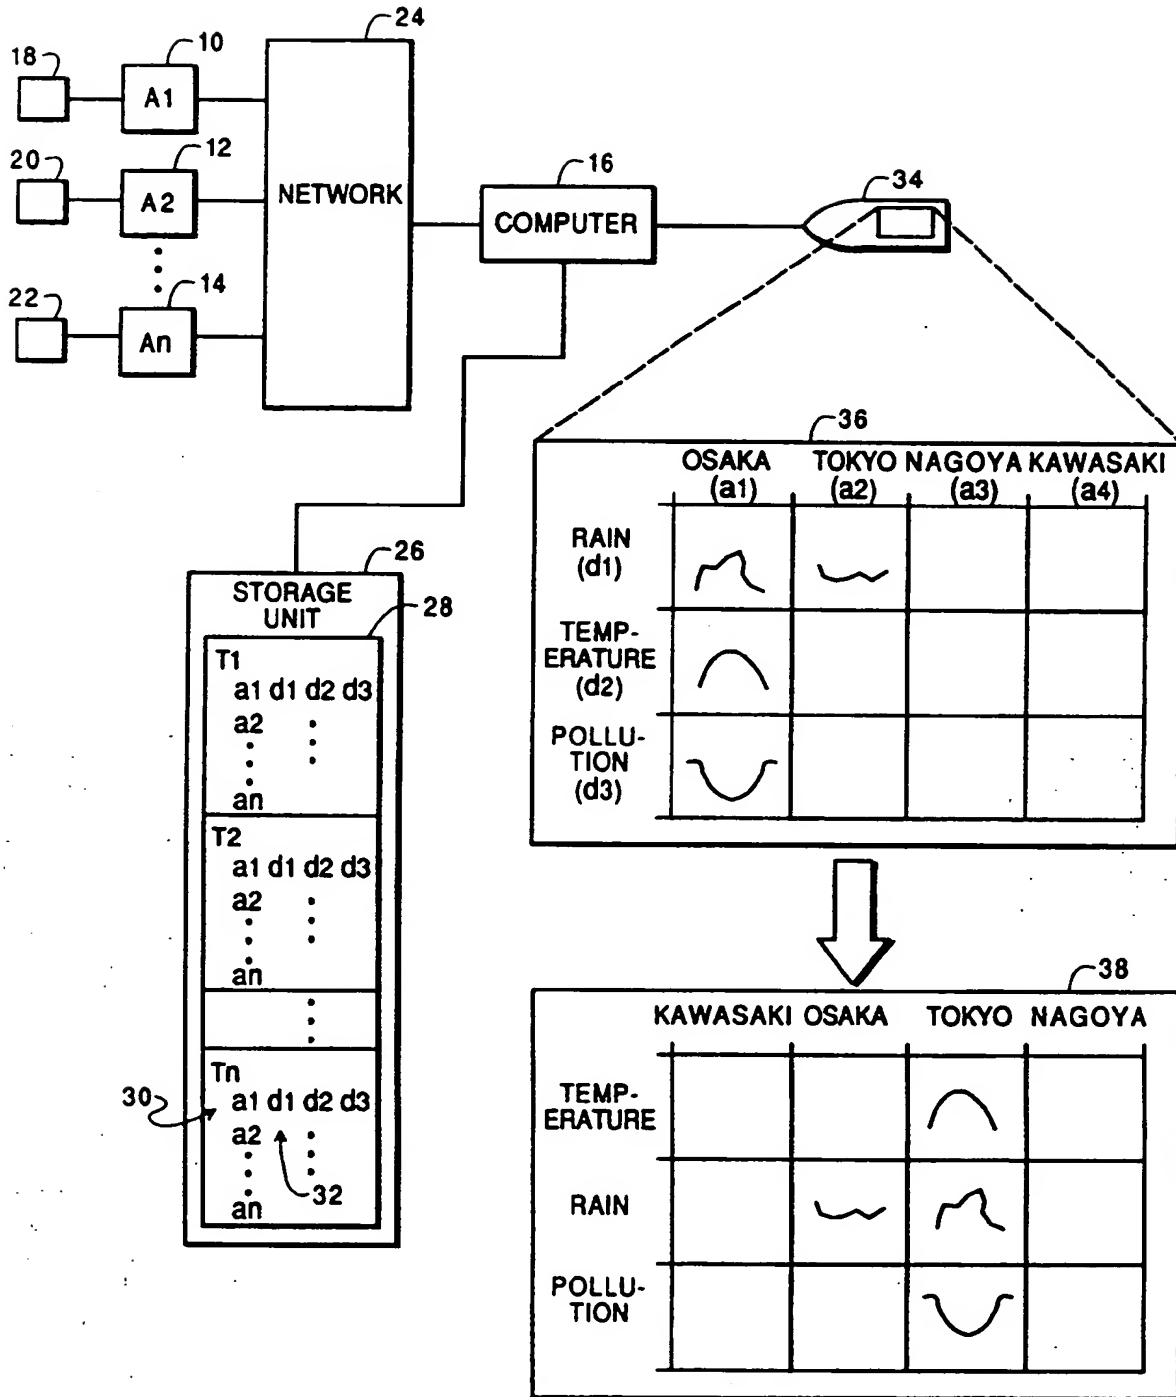 24
18
10
A1
20
12
A2
NETWORK
16
COMPUTER
34
22
14
An
36
OSAKA TOKYO NAGOYA KAWASAKI
(a1) (a2) (a3) (a4)
RAIN
(d1)
TEMP-
ERATURE
(d2)
POLLU-
TION
(d3)
26
STORAGE
UNIT
28
T1
a1 d1 d2 d3
a2
an
T2
a1 d1 d2 d3
a2
an
Tn
30
a1 d1 d2 d3
a2
32
an
38
KAWASAKI OSAKA TOKYO NAGOYA
TEMP-
ERATURE
RAIN
POLLU-
TION